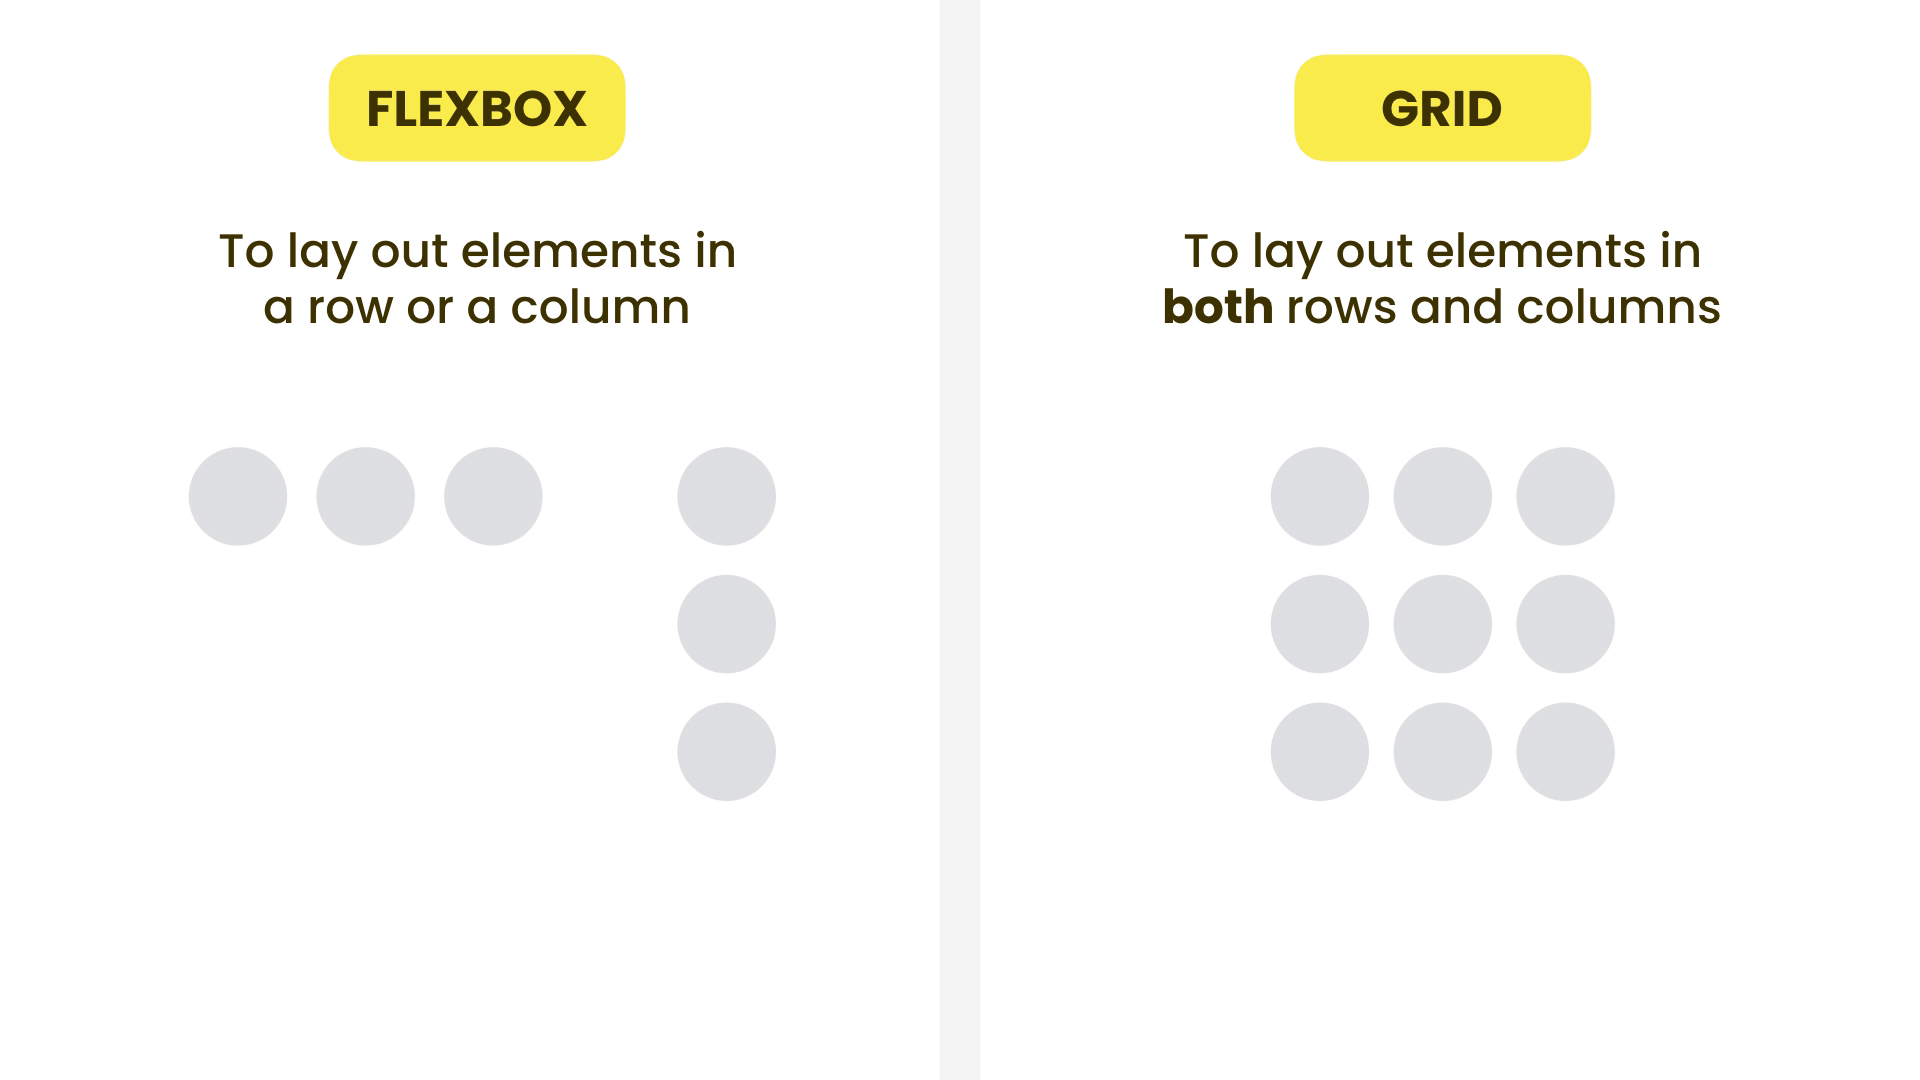 FLEXBOX
To lay out elements in
a row or a column
GRID
To lay out elements in
both rows and columns